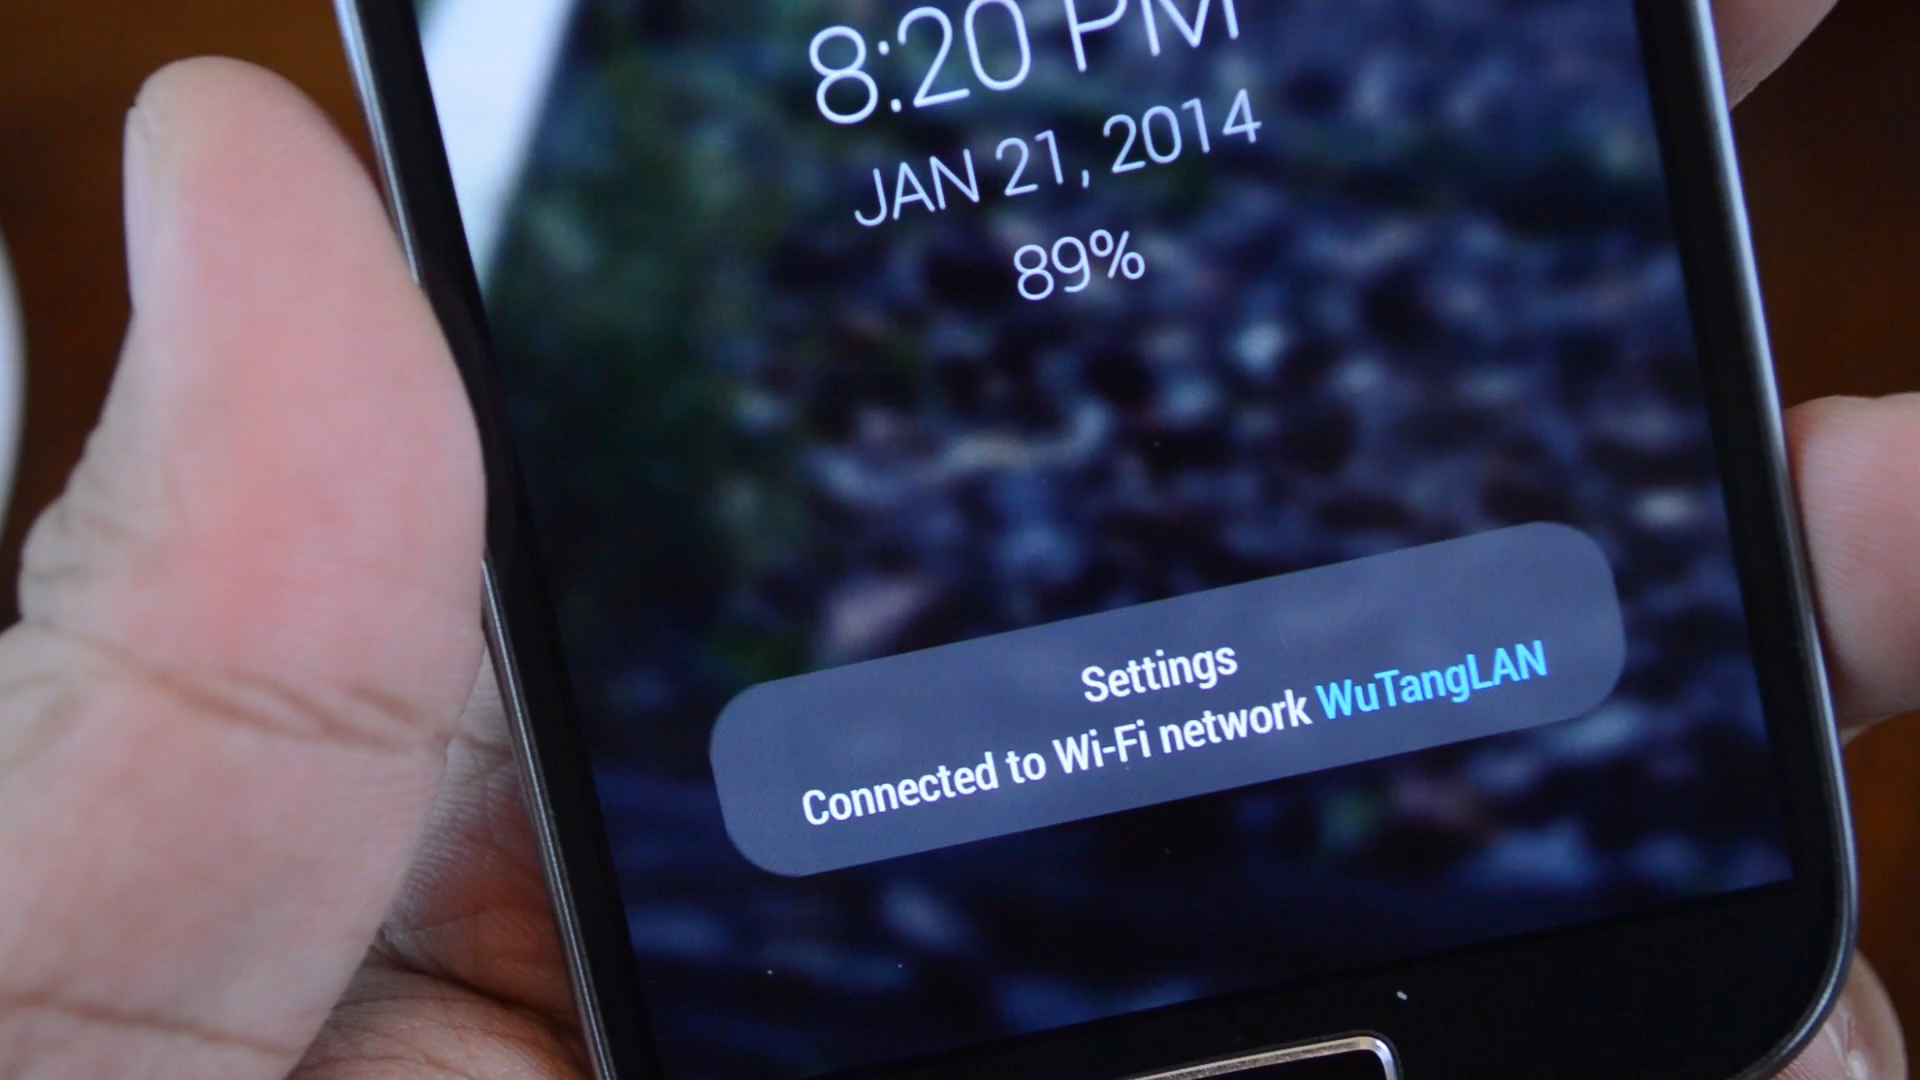 8:20 PM
JAN 21, 2014
89%
Settings
Connected to Wi-Fi network WuTangLAN